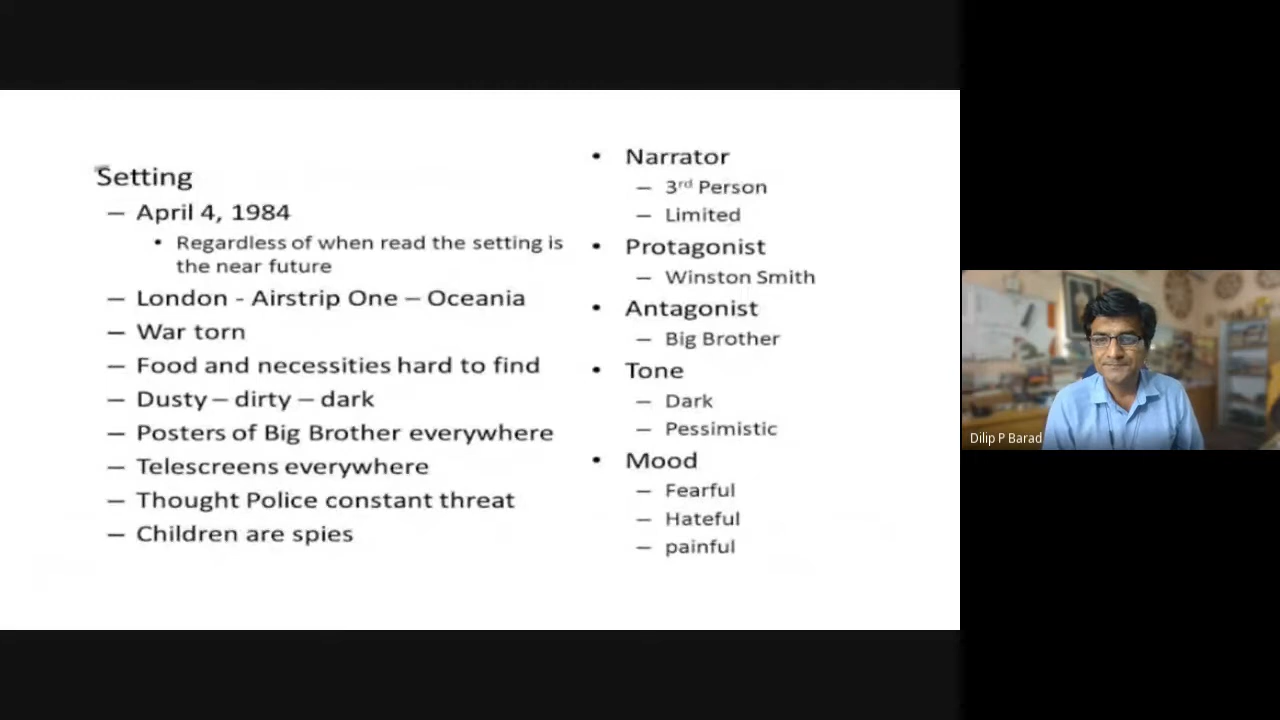 Setting
– April 4, 1984
• Regardless of when read the setting is
the near future
– London - Airstrip One – Oceania
– War torn
– Food and necessities hard to find
– Dusty – dirty – dark
– Posters of Big Brother everywhere
– Telescreens everywhere
– Thought Police constant threat
– Children are spies
• Narrator
– 3rd Person
– Limited
• Protagonist
– Winston Smith
• Antagonist
– Big Brother
• Tone
– Dark
– Pessimistic
• Mood
– Fearful
– Hateful
– painful
Dilip P Barad